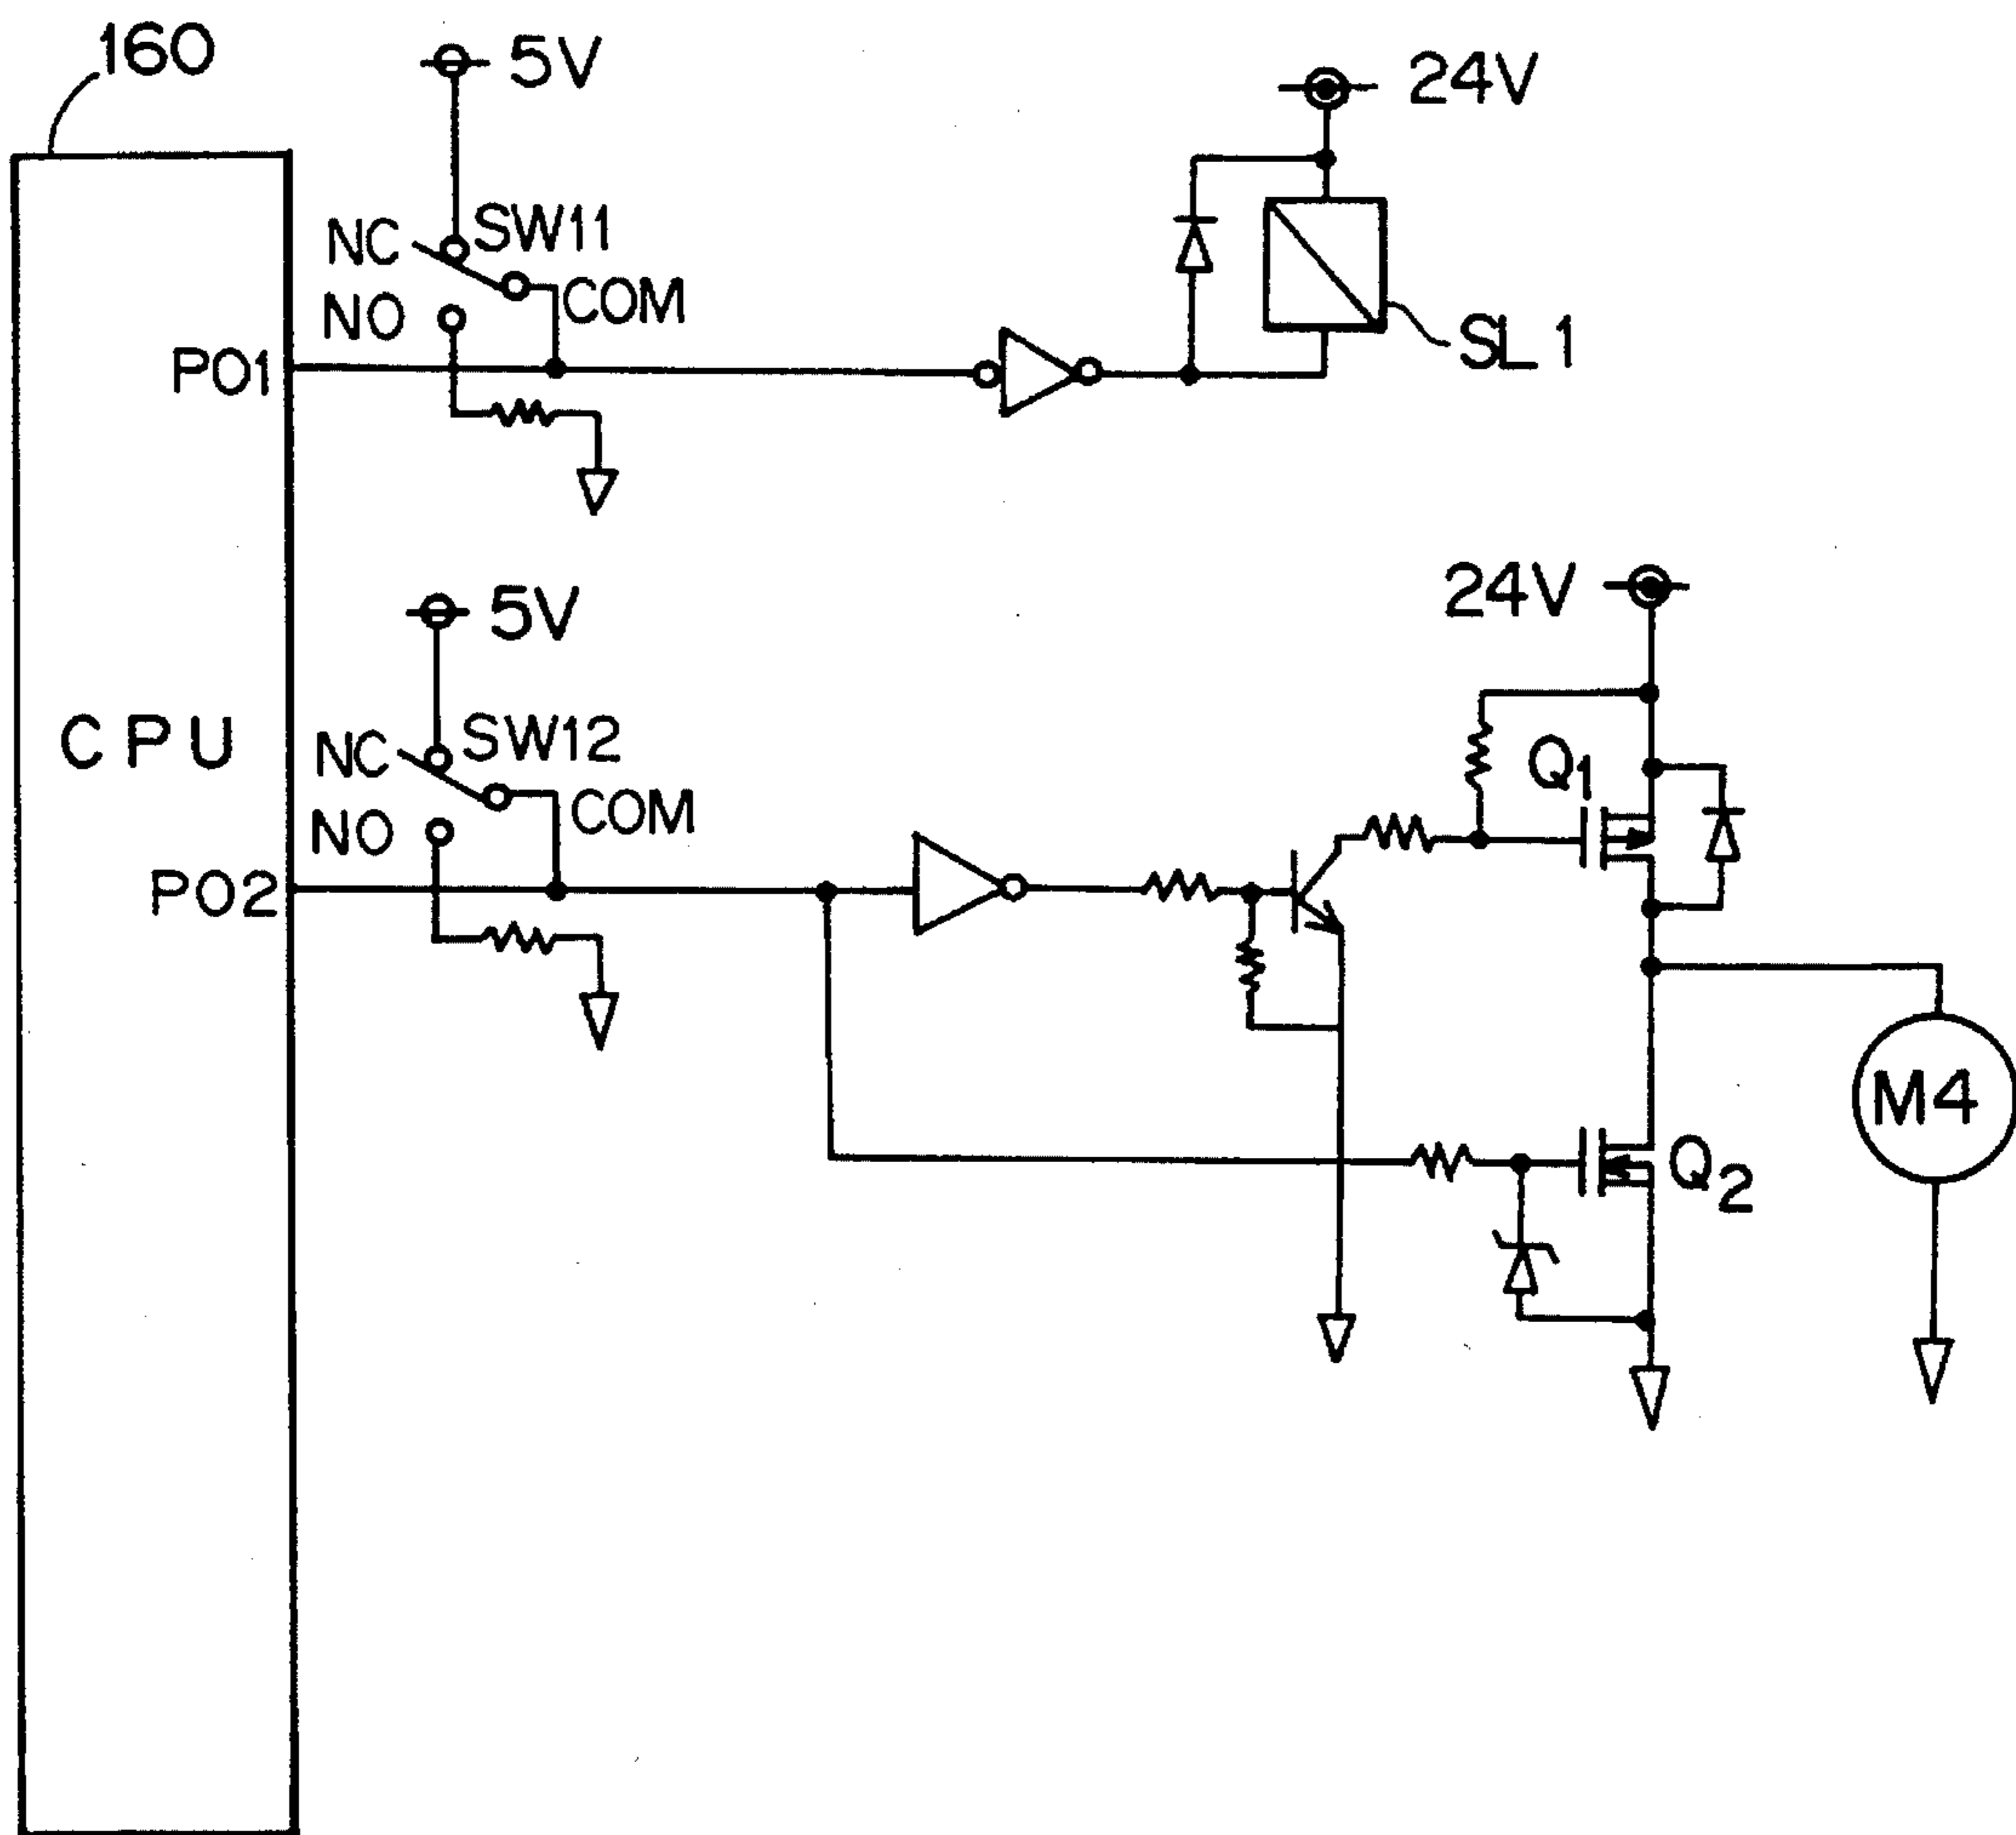 160
5V
24V
NC
SW11
NO
COM
P01
SL1
5V
24V
CPU
NC
SW12
Q1
NO
COM
P02
M4
Q2